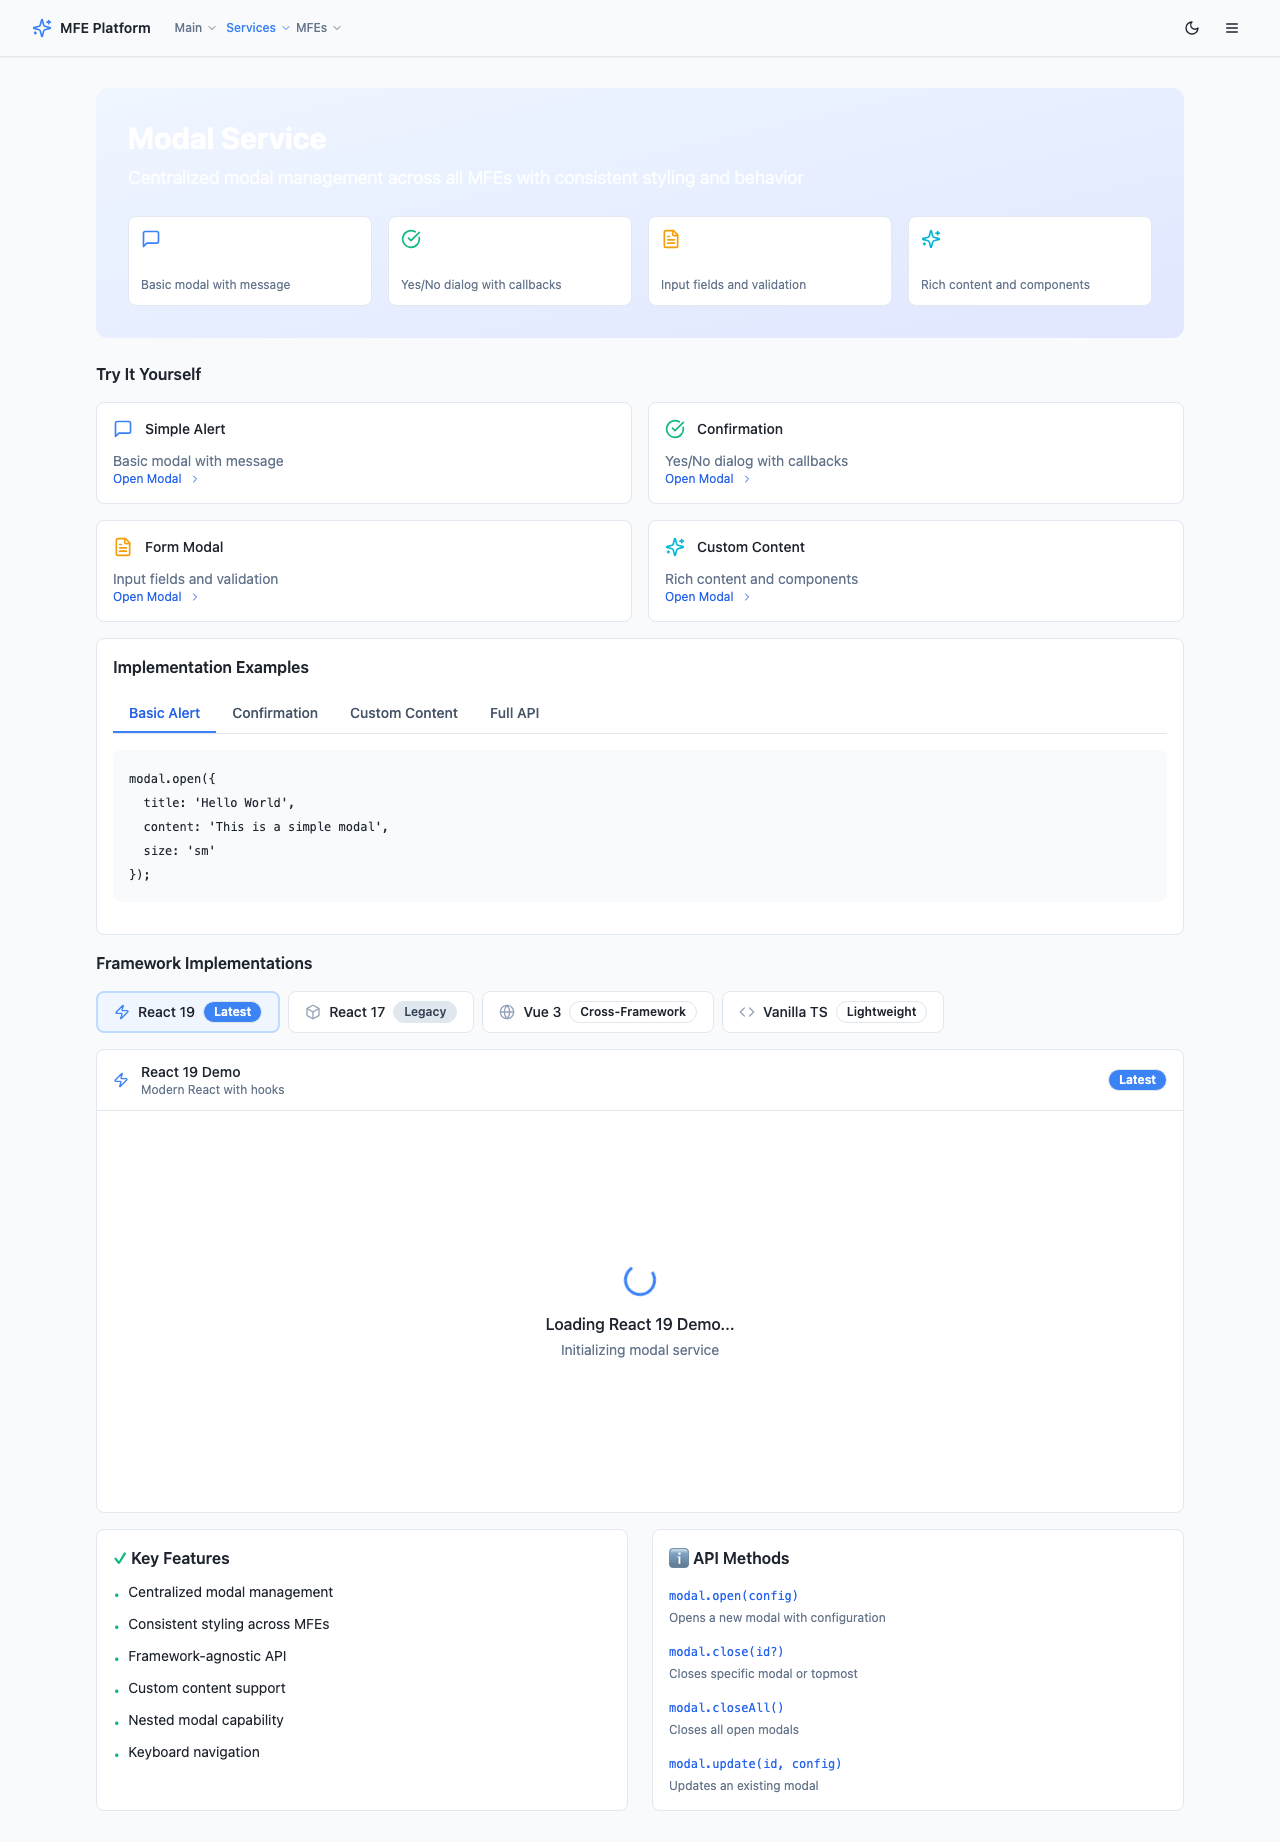 MFE Platform
Main
Services
MFEs
Modal Service
Centralized modal management across all MFEs with consistent styling and behavior
Basic modal with message
Yes/No dialog with callbacks
Input fields and validation
Rich content and components
Try It Yourself
Simple Alert
Basic modal with message
Open Modal
Confirmation
Yes/No dialog with callbacks
Open Modal
Form Modal
Input fields and validation
Open Modal
Custom Content
Rich content and components
Open Modal
Implementation Examples
Basic Alert
Confirmation
Custom Content
Full API
modal.open({
  title: 'Hello World',
  content: 'This is a simple modal',
  size: 'sm'
});
Framework Implementations
React 19 Latest
React 17 Legacy
Vue 3 Cross-Framework
Vanilla TS Lightweight
React 19 Demo
Modern React with hooks
Latest
Loading React 19 Demo...
Initializing modal service
✓ Key Features
• Centralized modal management
• Consistent styling across MFEs
• Framework-agnostic API
• Custom content support
• Nested modal capability
• Keyboard navigation
ℹ️ API Methods
modal.open(config)
Opens a new modal with configuration
modal.close(id?)
Closes specific modal or topmost
modal.closeAll()
Closes all open modals
modal.update(id, config)
Updates an existing modal